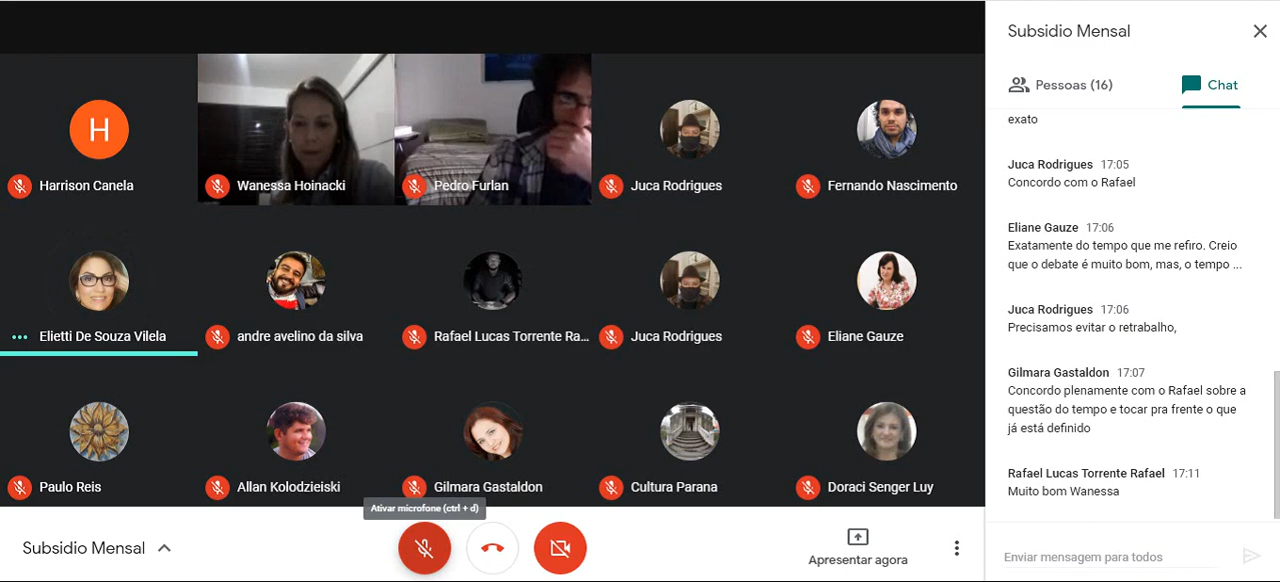 H
Harrison Canela
Wanessa Hoinacki
Pedro Furlan
Juca Rodrigues
Fernando Nascimento
Elietti De Souza Vilela
andre avelino da silva
Rafael Lucas Torrente Ra...
Juca Rodrigues
Eliane Gauze
Paulo Reis
Allan Kolodzieiski
Gilmara Gastaldon
Cultura Parana
Doraci Senger Luy
Ativar microfone (ctrl + d)
Subsidio Mensal
Apresentar agora
Subsidio Mensal
Pessoas (16)
Chat
exato
Juca Rodrigues 17:05
Concordo com o Rafael
Eliane Gauze 17:06
Exatamente do tempo que me refiro. Creio
que o debate é muito bom, mas, o tempo ...
Juca Rodrigues 17:06
Precisamos evitar o retrabalho,
Gilmara Gastaldon 17:07
Concordo plenamente com o Rafael sobre a
questão do tempo e tocar pra frente o que
já está definido
Rafael Lucas Torrente Rafael 17:11
Muito bom Wanessa
Enviar mensagem para todos